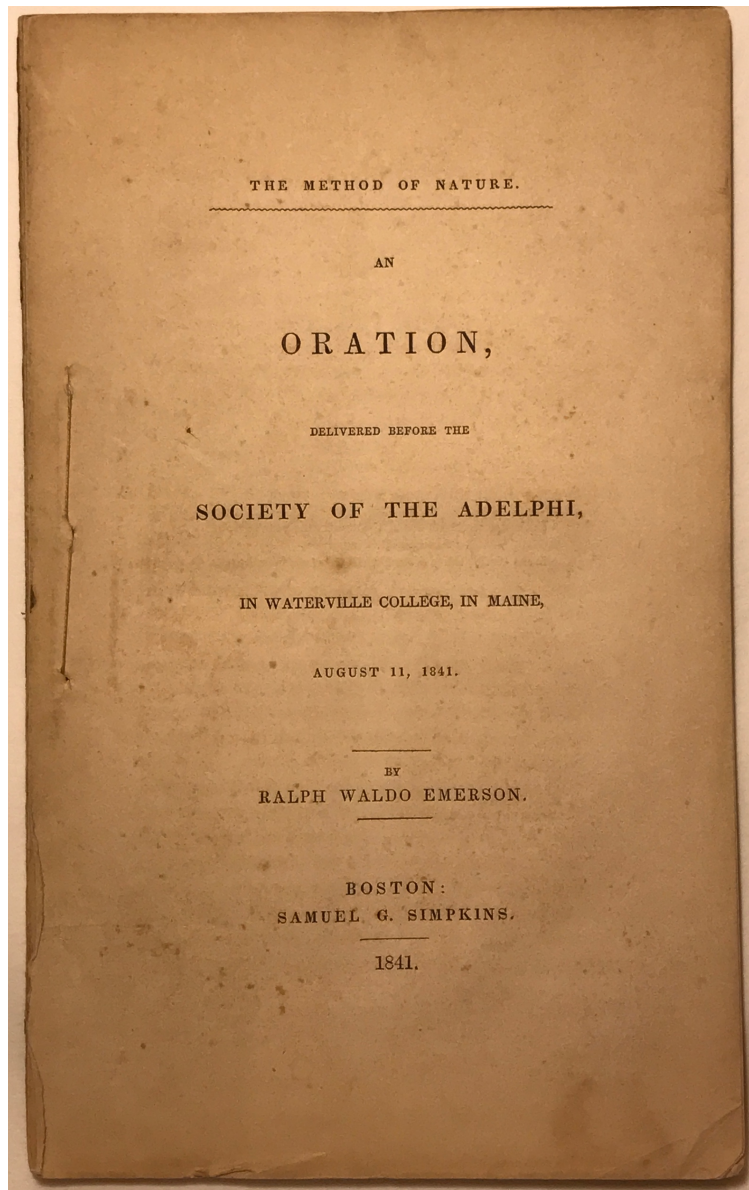 THE METHOD OF NATURE.
AN
ORATION,
DELIVERED BEFORE THE
SOCIETY OF THE ADELPHI,
IN WATERVILLE COLLEGE, IN MAINE,
AUGUST 11, 1841.
BY
RALPH WALDO EMERSON.
BOSTON:
SAMUEL G. SIMPKINS.
1841.